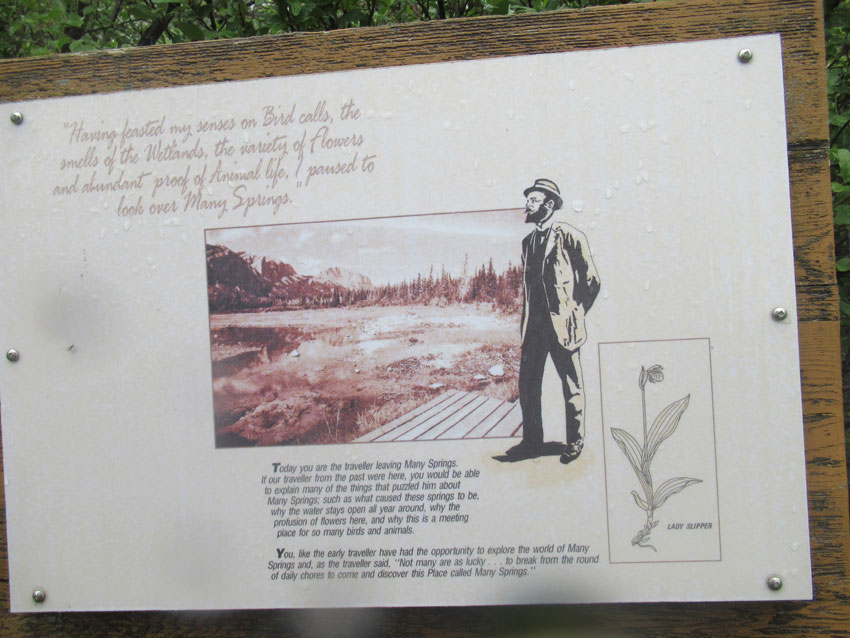 "Having feasted my senses on Bird calls, the
smells of the Wetlands, the variety of Flowers
and abundant proof of Animal life, I paused to
look over Many Springs."
Today you are the traveller leaving Many Springs.
If our traveller from the past were here, you would be able
to explain many of the things that puzzled him about
Many Springs; such as what caused these springs to be,
why the water stays open all year around, why the
profusion of flowers here, and why this is a meeting
place for so many birds and animals.
You, like the early traveller have had the opportunity to explore the world of Many
Springs and, as the traveller said, "Not many are as lucky . . . to break from the round
of daily chores to come and discover this Place called Many Springs."
LADY SLIPPER